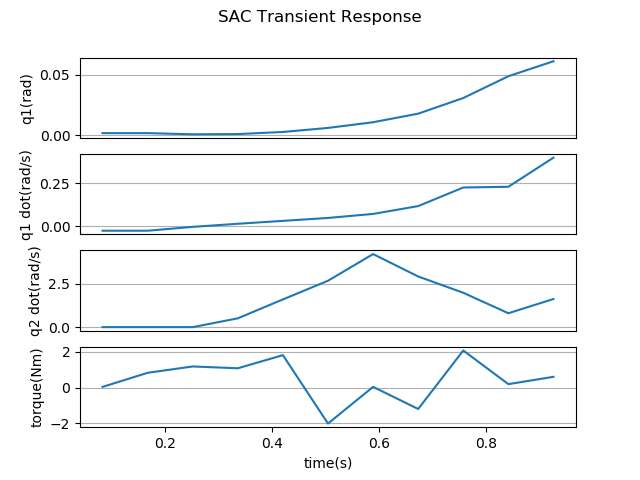 SAC Transient Response
q1(rad)
0.05
0.00
q1 dot(rad/s)
0.25
0.00
q2 dot(rad/s)
2.5
0.0
torque(Nm)
2
0
−2
0.2 0.4 0.6 0.8
time(s)